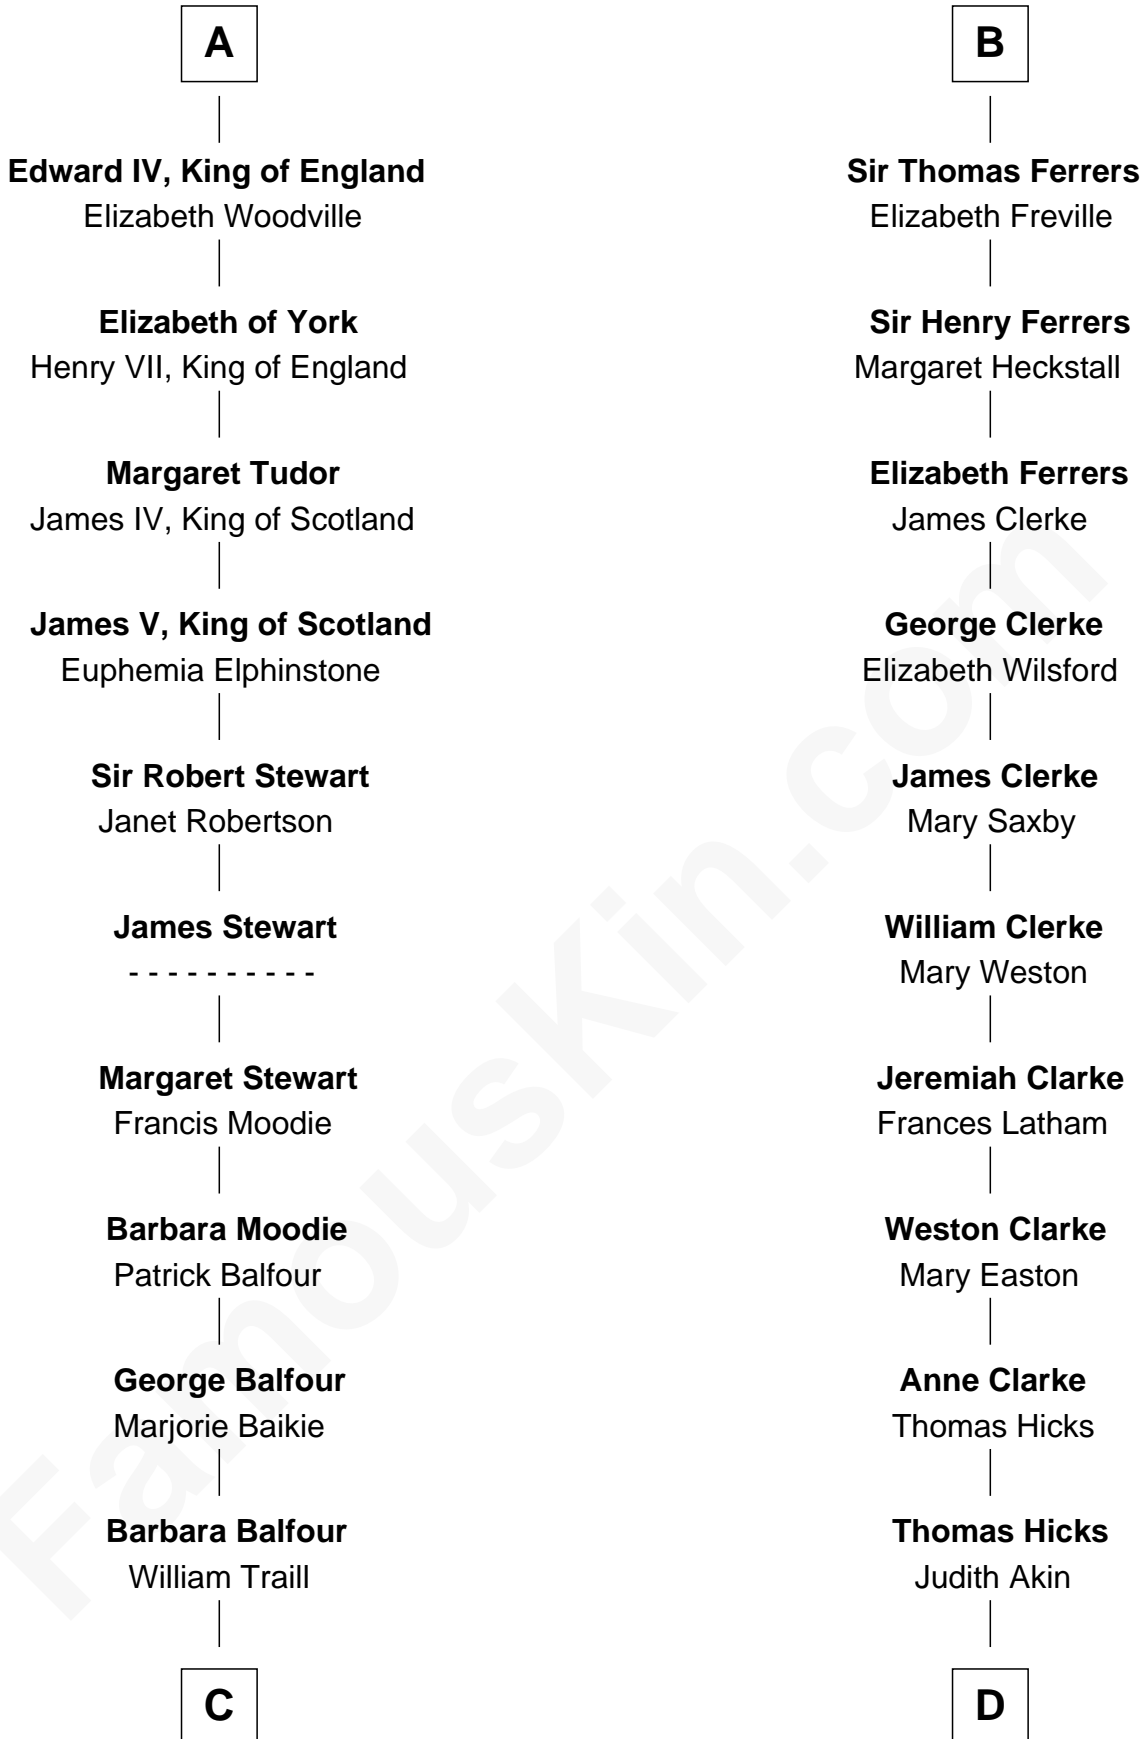 A
Edward IV, King of England
Elizabeth Woodville
Elizabeth of York
Henry VII, King of England
Margaret Tudor
James IV, King of Scotland
James V, King of Scotland
Euphemia Elphinstone
Sir Robert Stewart
Janet Robertson
James Stewart
- - - - - - - - - -
Margaret Stewart
Francis Moodie
Barbara Moodie
Patrick Balfour
George Balfour
Marjorie Baikie
Barbara Balfour
William Traill
C
B
Sir Thomas Ferrers
Elizabeth Freville
Sir Henry Ferrers
Margaret Heckstall
Elizabeth Ferrers
James Clerke
George Clerke
Elizabeth Wilsford
James Clerke
Mary Saxby
William Clerke
Mary Weston
Jeremiah Clarke
Frances Latham
Weston Clarke
Mary Easton
Anne Clarke
Thomas Hicks
Thomas Hicks
Judith Akin
D
FamousKin.com